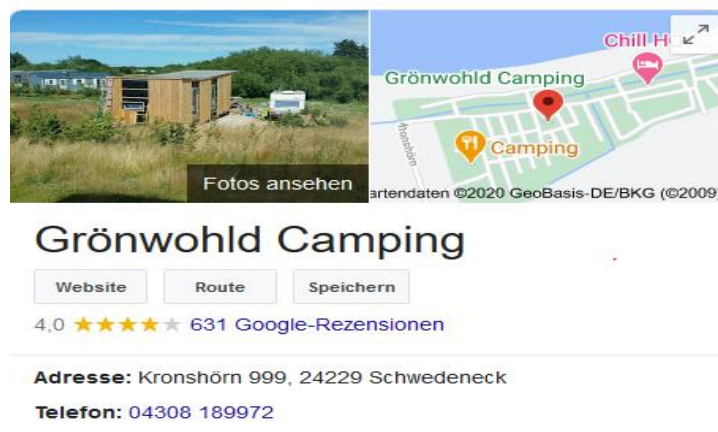 Chill H
Grönwohld Camping
Kronshörn
Camping
Fotos ansehen
artendaten ©2020 GeoBasis-DE/BKG (©2009)
Grönwohld Camping
Website Route Speichern
4,0 631 Google-Rezensionen
Adresse: Kronshörn 999, 24229 Schwedeneck
Telefon: 04308 189972